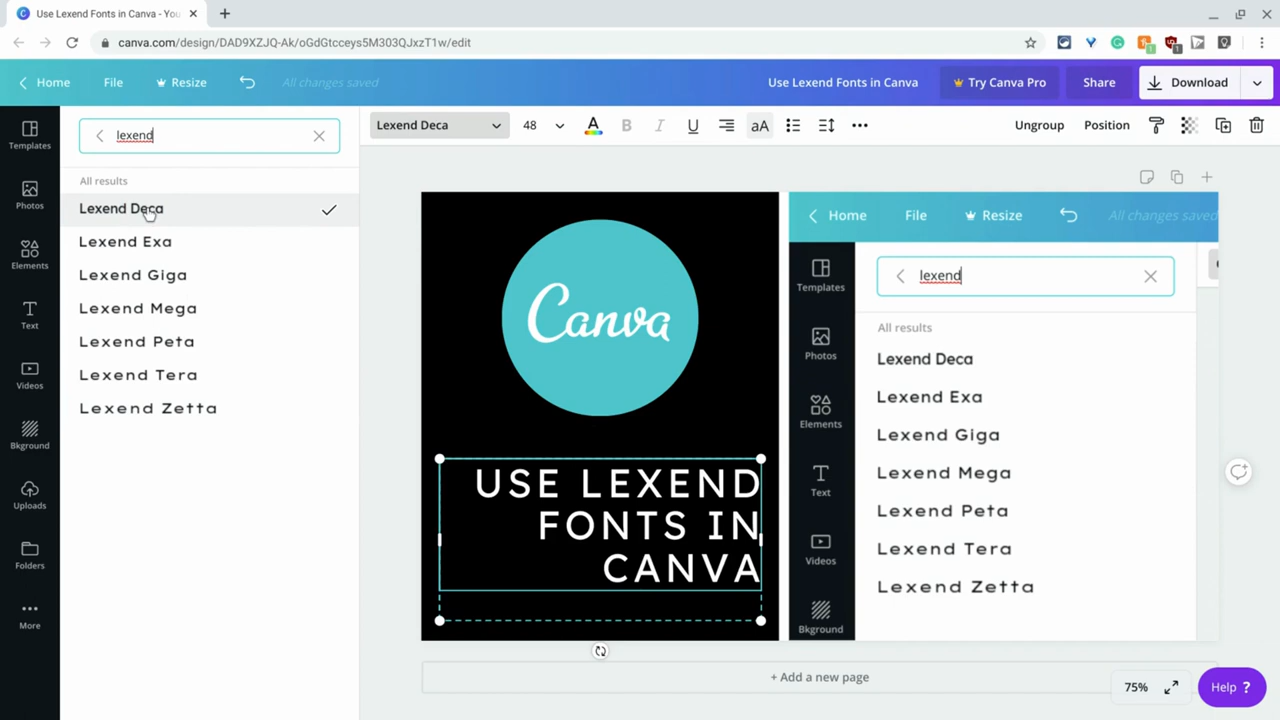 Use Lexend Fonts in Canva - You
canva.com/design/DAD9XZJQ-Ak/oGdGtcceys5M303QJxzT1w/edit
Home File Resize All changes saved Use Lexend Fonts in Canva Try Canva Pro Share Download
Templates
Photos
Elements
Text
Videos
Bkground
Uploads
Folders
More
lexend
All results
Lexend Deca
Lexend Exa
Lexend Giga
Lexend Mega
Lexend Peta
Lexend Tera
Lexend Zetta
Lexend Deca 48 A B I U aA Ungroup Position
Canva
USE LEXEND
FONTS IN
CANVA
Home File Resize All changes saved
Templates
Photos
Elements
Text
Videos
Bkground
lexend
All results
Lexend Deca
Lexend Exa
Lexend Giga
Lexend Mega
Lexend Peta
Lexend Tera
Lexend Zetta
+ Add a new page
75% Help ?